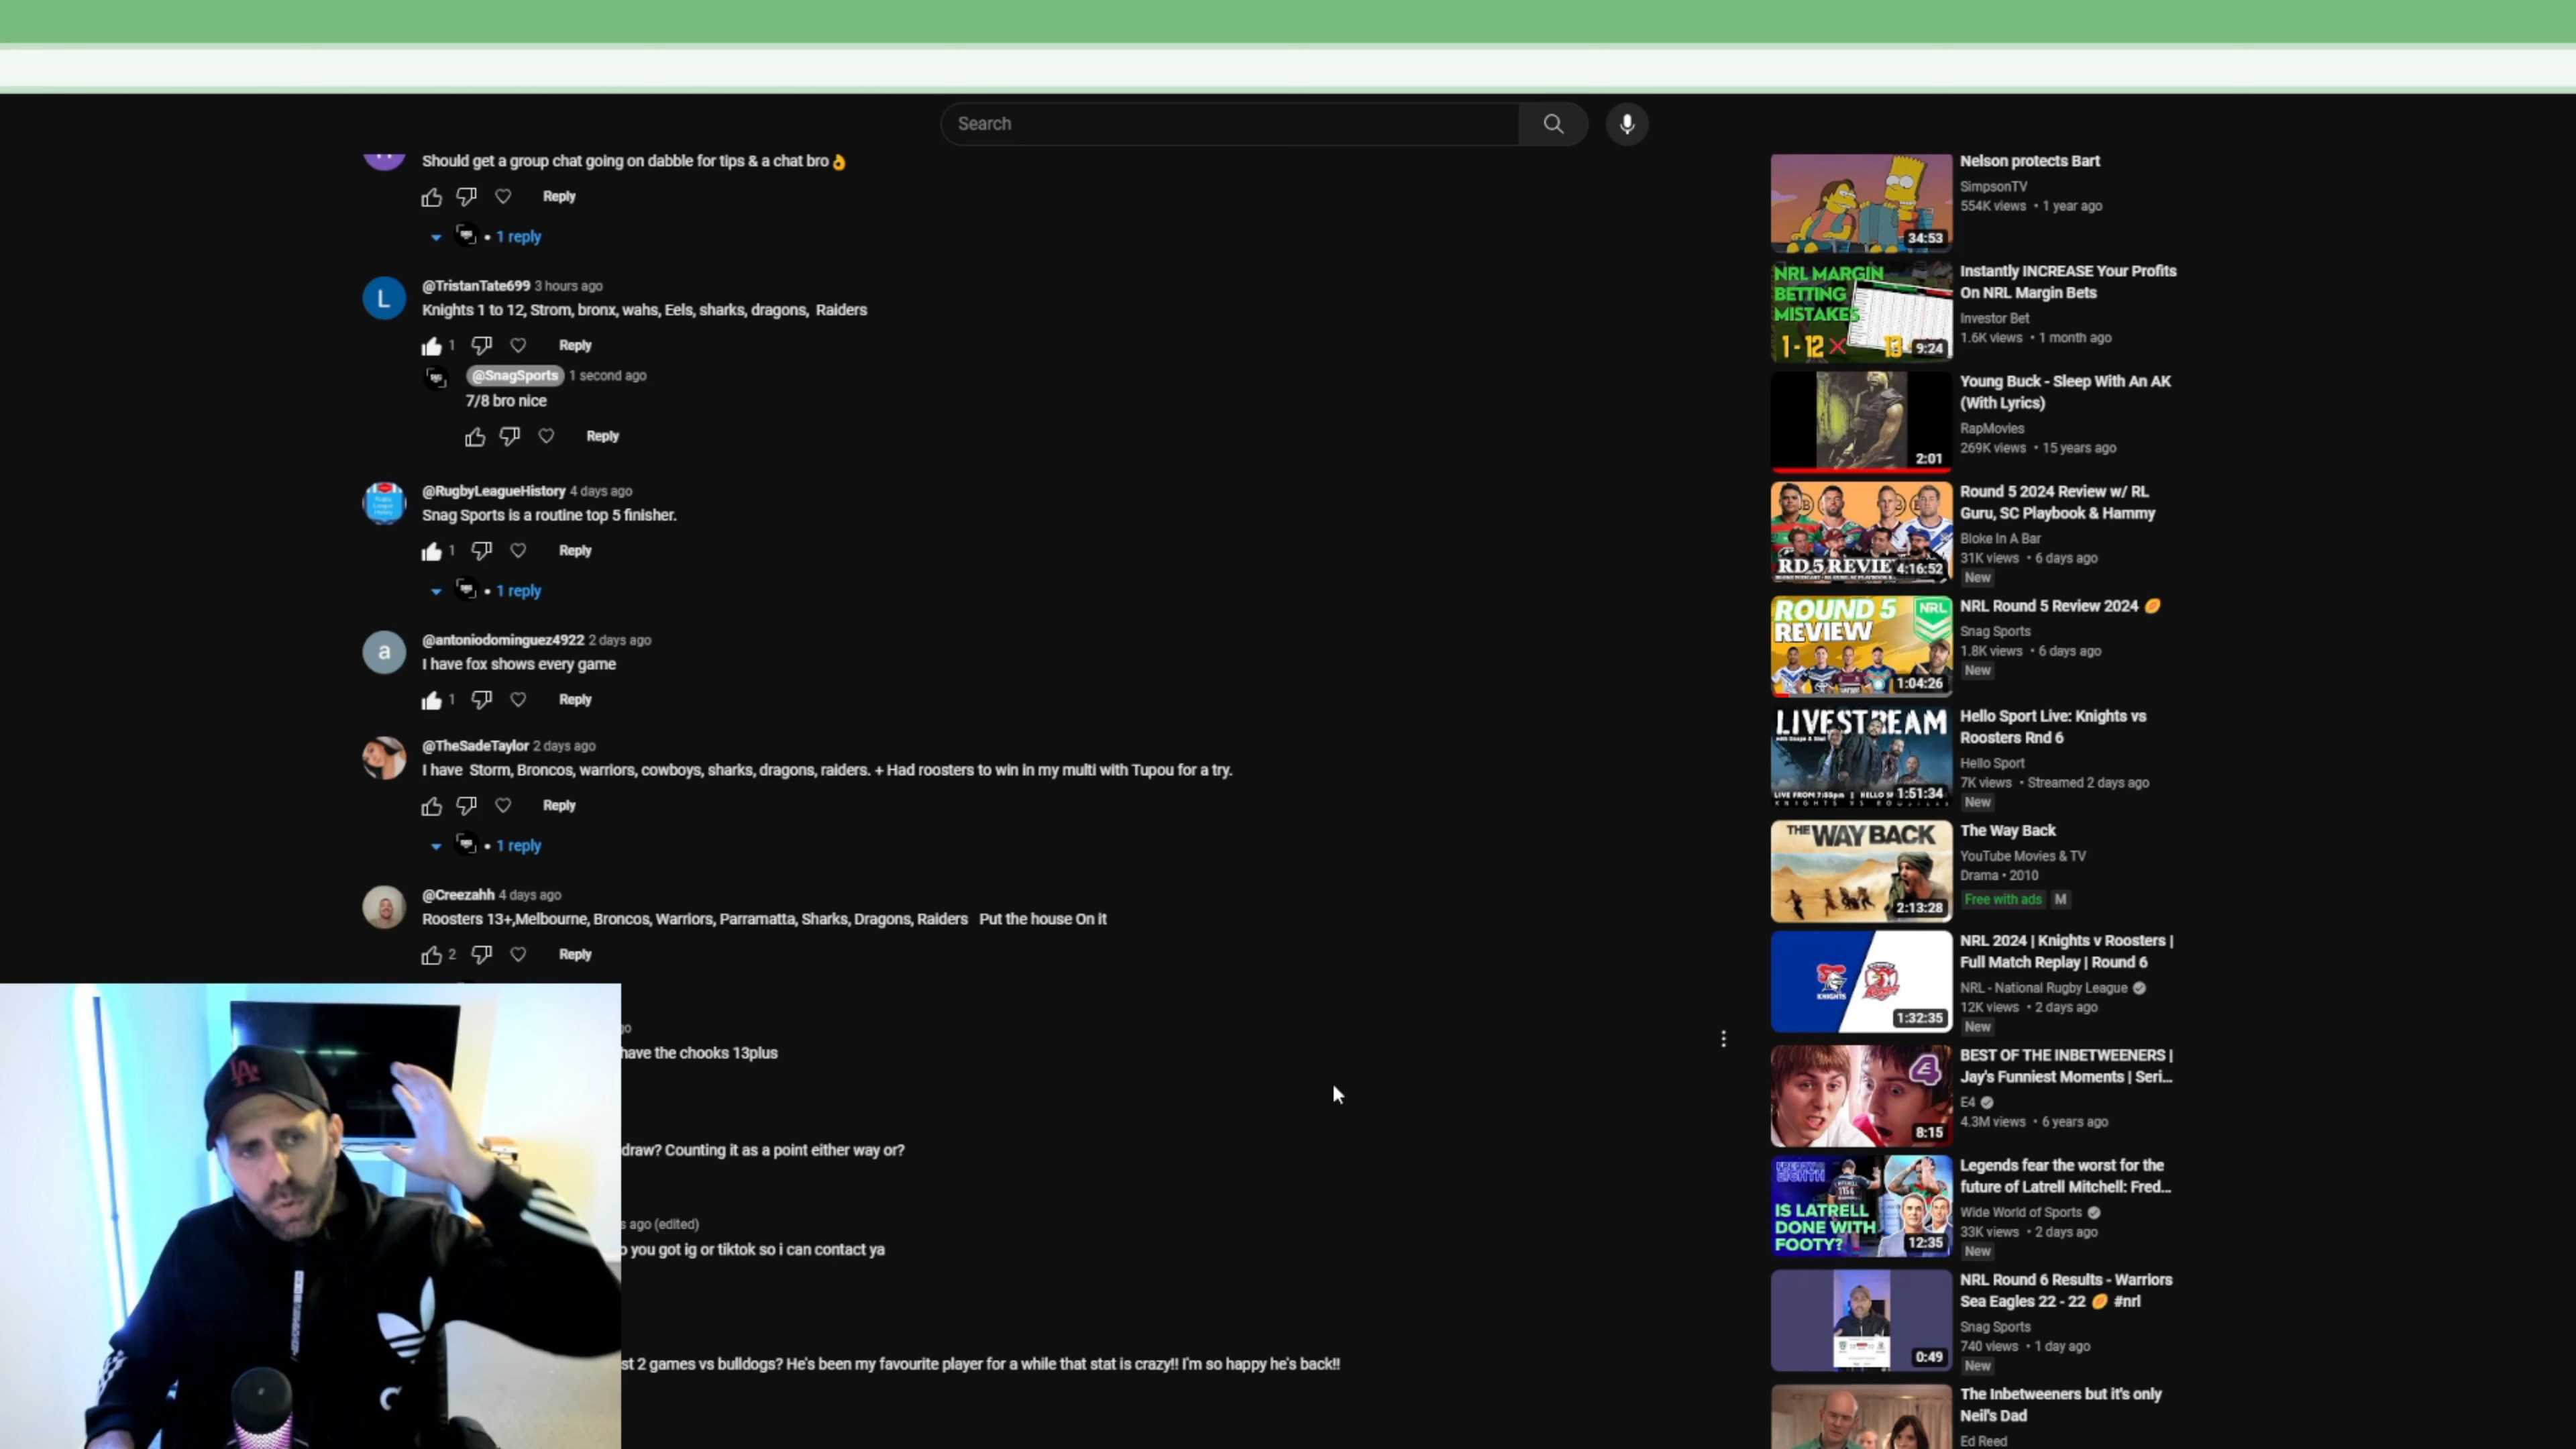 Search
Should get a group chat going on dabble for tips & a chat bro👌
Reply
1 reply
L
@TristanTate699 3 hours ago
Knights 1 to 12, Strom, bronx, wahs, Eels, sharks, dragons, Raiders
1 Reply
@SnagSports 1 second ago
7/8 bro nice
Reply
@RugbyLeagueHistory 4 days ago
Snag Sports is a routine top 5 finisher.
1 Reply
1 reply
a
@antoniodominguez4922 2 days ago
I have fox shows every game
1 Reply
@TheSadeTaylor 2 days ago
I have Storm, Broncos, warriors, cowboys, sharks, dragons, raiders. + Had roosters to win in my multi with Tupou for a try.
Reply
1 reply
@Creezahh 4 days ago
Roosters 13+,Melbourne, Broncos, Warriors, Parramatta, Sharks, Dragons, Raiders Put the house On it
2 Reply
go
have the chooks 13plus
draw? Counting it as a point either way or?
s ago (edited)
o you got ig or tiktok so i can contact ya
st 2 games vs bulldogs? He's been my favourite player for a while that stat is crazy!! I'm so happy he's back!!
LA
34:53
Nelson protects Bart
SimpsonTV
554K views • 1 year ago
NRL MARGIN
BETTING
MISTAKES
1-12 13
9:24
Instantly INCREASE Your Profits
On NRL Margin Bets
Investor Bet
1.6K views • 1 month ago
2:01
Young Buck - Sleep With An AK
(With Lyrics)
RapMovies
269K views • 15 years ago
RD.5 REVIE
4:16:52
Round 5 2024 Review w/ RL
Guru, SC Playbook & Hammy
Bloke In A Bar
31K views • 6 days ago
New
ROUND 5
REVIEW
NRL
1:04:26
NRL Round 5 Review 2024 🏉
Snag Sports
1.8K views • 6 days ago
New
LIVESTREAM
LIVE FROM 7:55pm | HELLO
1:51:34
Hello Sport Live: Knights vs
Roosters Rnd 6
Hello Sport
7K views • Streamed 2 days ago
New
THE WAY BACK
2:13:28
The Way Back
YouTube Movies & TV
Drama • 2010
Free with ads M
KNIGHTS
1:32:35
NRL 2024 | Knights v Roosters |
Full Match Replay | Round 6
NRL - National Rugby League
12K views • 2 days ago
New
E
8:15
BEST OF THE INBETWEENERS |
Jay's Funniest Moments | Seri...
E4
4.3M views • 6 years ago
IS LATRELL
DONE WITH
FOOTY?
12:35
Legends fear the worst for the
future of Latrell Mitchell: Fred...
Wide World of Sports
33K views • 2 days ago
New
0:49
NRL Round 6 Results - Warriors
Sea Eagles 22 - 22 🏉 #nrl
Snag Sports
740 views • 1 day ago
New
The Inbetweeners but it's only
Neil's Dad
Ed Reed